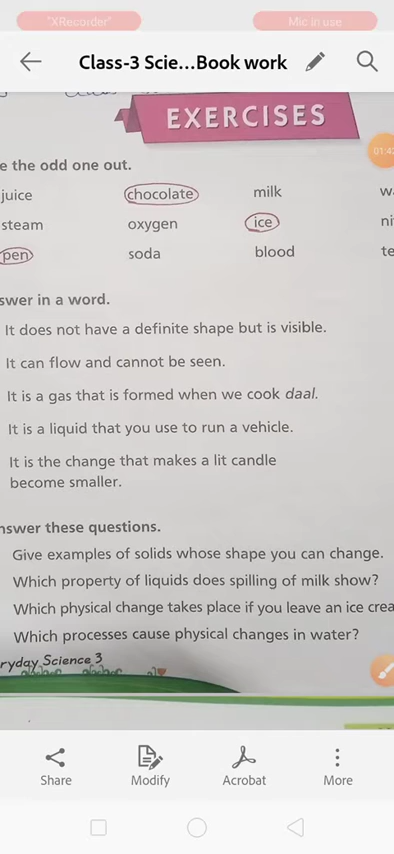 "XRecorder"
Mic in use
Class-3 Scie...Book work
EXERCISES
e the odd one out.
01:4
juice chocolate milk w
steam oxygen ice ni
pen soda blood te
swer in a word.
It does not have a definite shape but is visible.
It can flow and cannot be seen.
It is a gas that is formed when we cook daal.
It is a liquid that you use to run a vehicle.
It is the change that makes a lit candle
become smaller.
nswer these questions.
Give examples of solids whose shape you can change.
Which property of liquids does spilling of milk show?
Which physical change takes place if you leave an ice crea
Which processes cause physical changes in water?
ryday Science 3
Share Modify Acrobat More